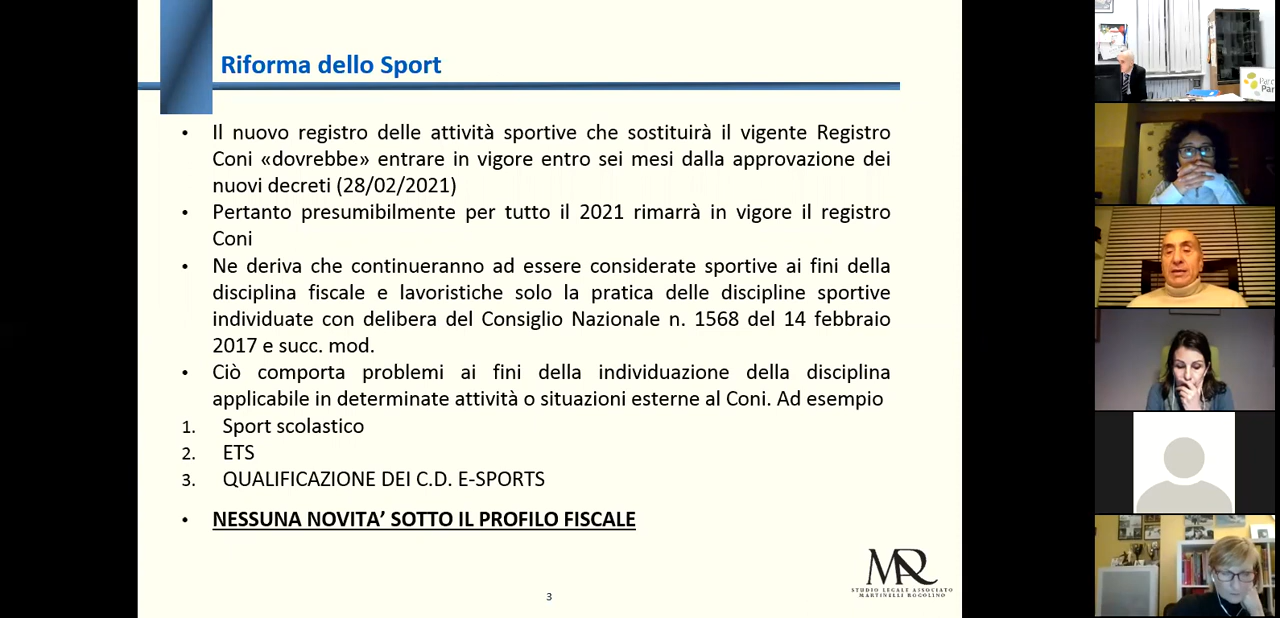 Riforma dello Sport
• Il nuovo registro delle attività sportive che sostituirà il vigente Registro
Coni «dovrebbe» entrare in vigore entro sei mesi dalla approvazione dei
nuovi decreti (28/02/2021)
• Pertanto presumibilmente per tutto il 2021 rimarrà in vigore il registro
Coni
• Ne deriva che continueranno ad essere considerate sportive ai fini della
disciplina fiscale e lavoristiche solo la pratica delle discipline sportive
individuate con delibera del Consiglio Nazionale n. 1568 del 14 febbraio
2017 e succ. mod.
• Ciò comporta problemi ai fini della individuazione della disciplina
applicabile in determinate attività o situazioni esterne al Coni. Ad esempio
1. Sport scolastico
2. ETS
3. QUALIFICAZIONE DEI C.D. E-SPORTS
• NESSUNA NOVITA’ SOTTO IL PROFILO FISCALE
MR
STUDIO LEGALE ASSOCIATO
MARTINELLI ROGOLINO
3